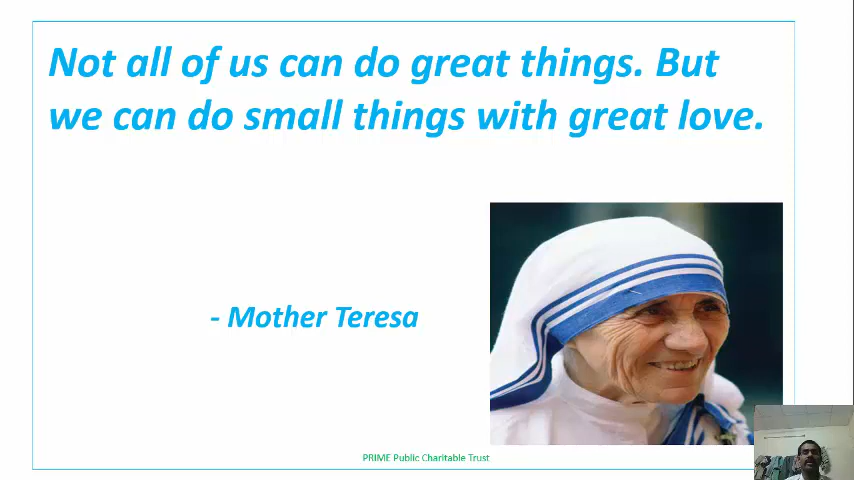 Not all of us can do great things. But
we can do small things with great love.
- Mother Teresa
PRIME Public Charitable Trust